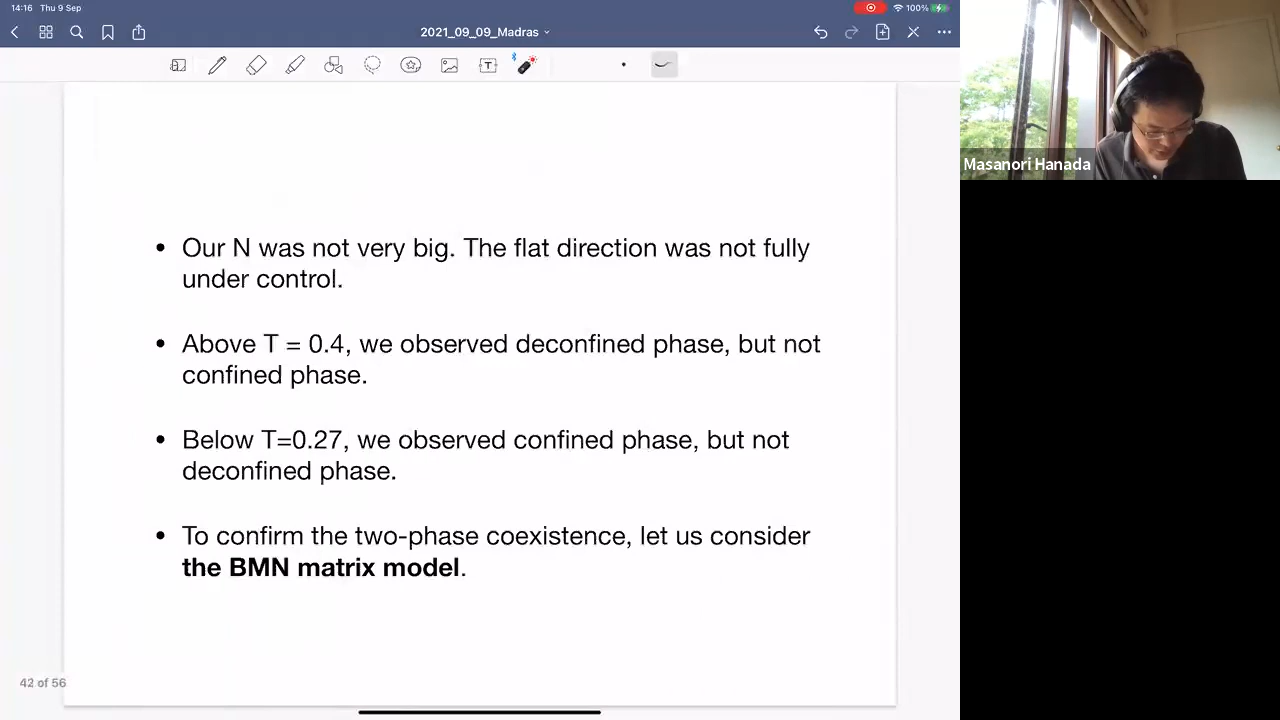 14:16 Thu 9 Sep
100%
2021_09_09_Madras
T
Masanori Hanada
• Our N was not very big. The flat direction was not fully
under control.
• Above T = 0.4, we observed deconfined phase, but not
confined phase.
• Below T=0.27, we observed confined phase, but not
deconfined phase.
• To confirm the two-phase coexistence, let us consider
the BMN matrix model.
42 of 56